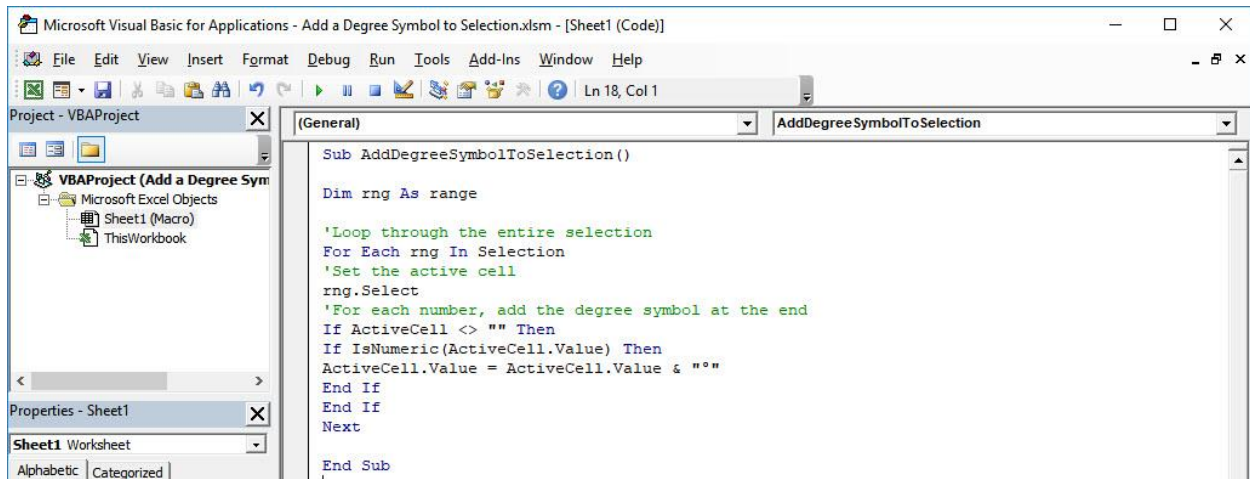 Microsoft Visual Basic for Applications - Add a Degree Symbol to Selection.xlsm - [Sheet1 (Code)]
File Edit View Insert Format Debug Run Tools Add-Ins Window Help
Ln 18, Col 1
Project - VBAProject
VBAProject (Add a Degree Sym
Microsoft Excel Objects
Sheet1 (Macro)
ThisWorkbook
Properties - Sheet1
Sheet1 Worksheet
Alphabetic Categorized
(General) AddDegreeSymbolToSelection
Sub AddDegreeSymbolToSelection()
Dim rng As range
'Loop through the entire selection
For Each rng In Selection
'Set the active cell
rng.Select
'For each number, add the degree symbol at the end
If ActiveCell <> "" Then
If IsNumeric(ActiveCell.Value) Then
ActiveCell.Value = ActiveCell.Value & "°"
End If
End If
Next
End Sub